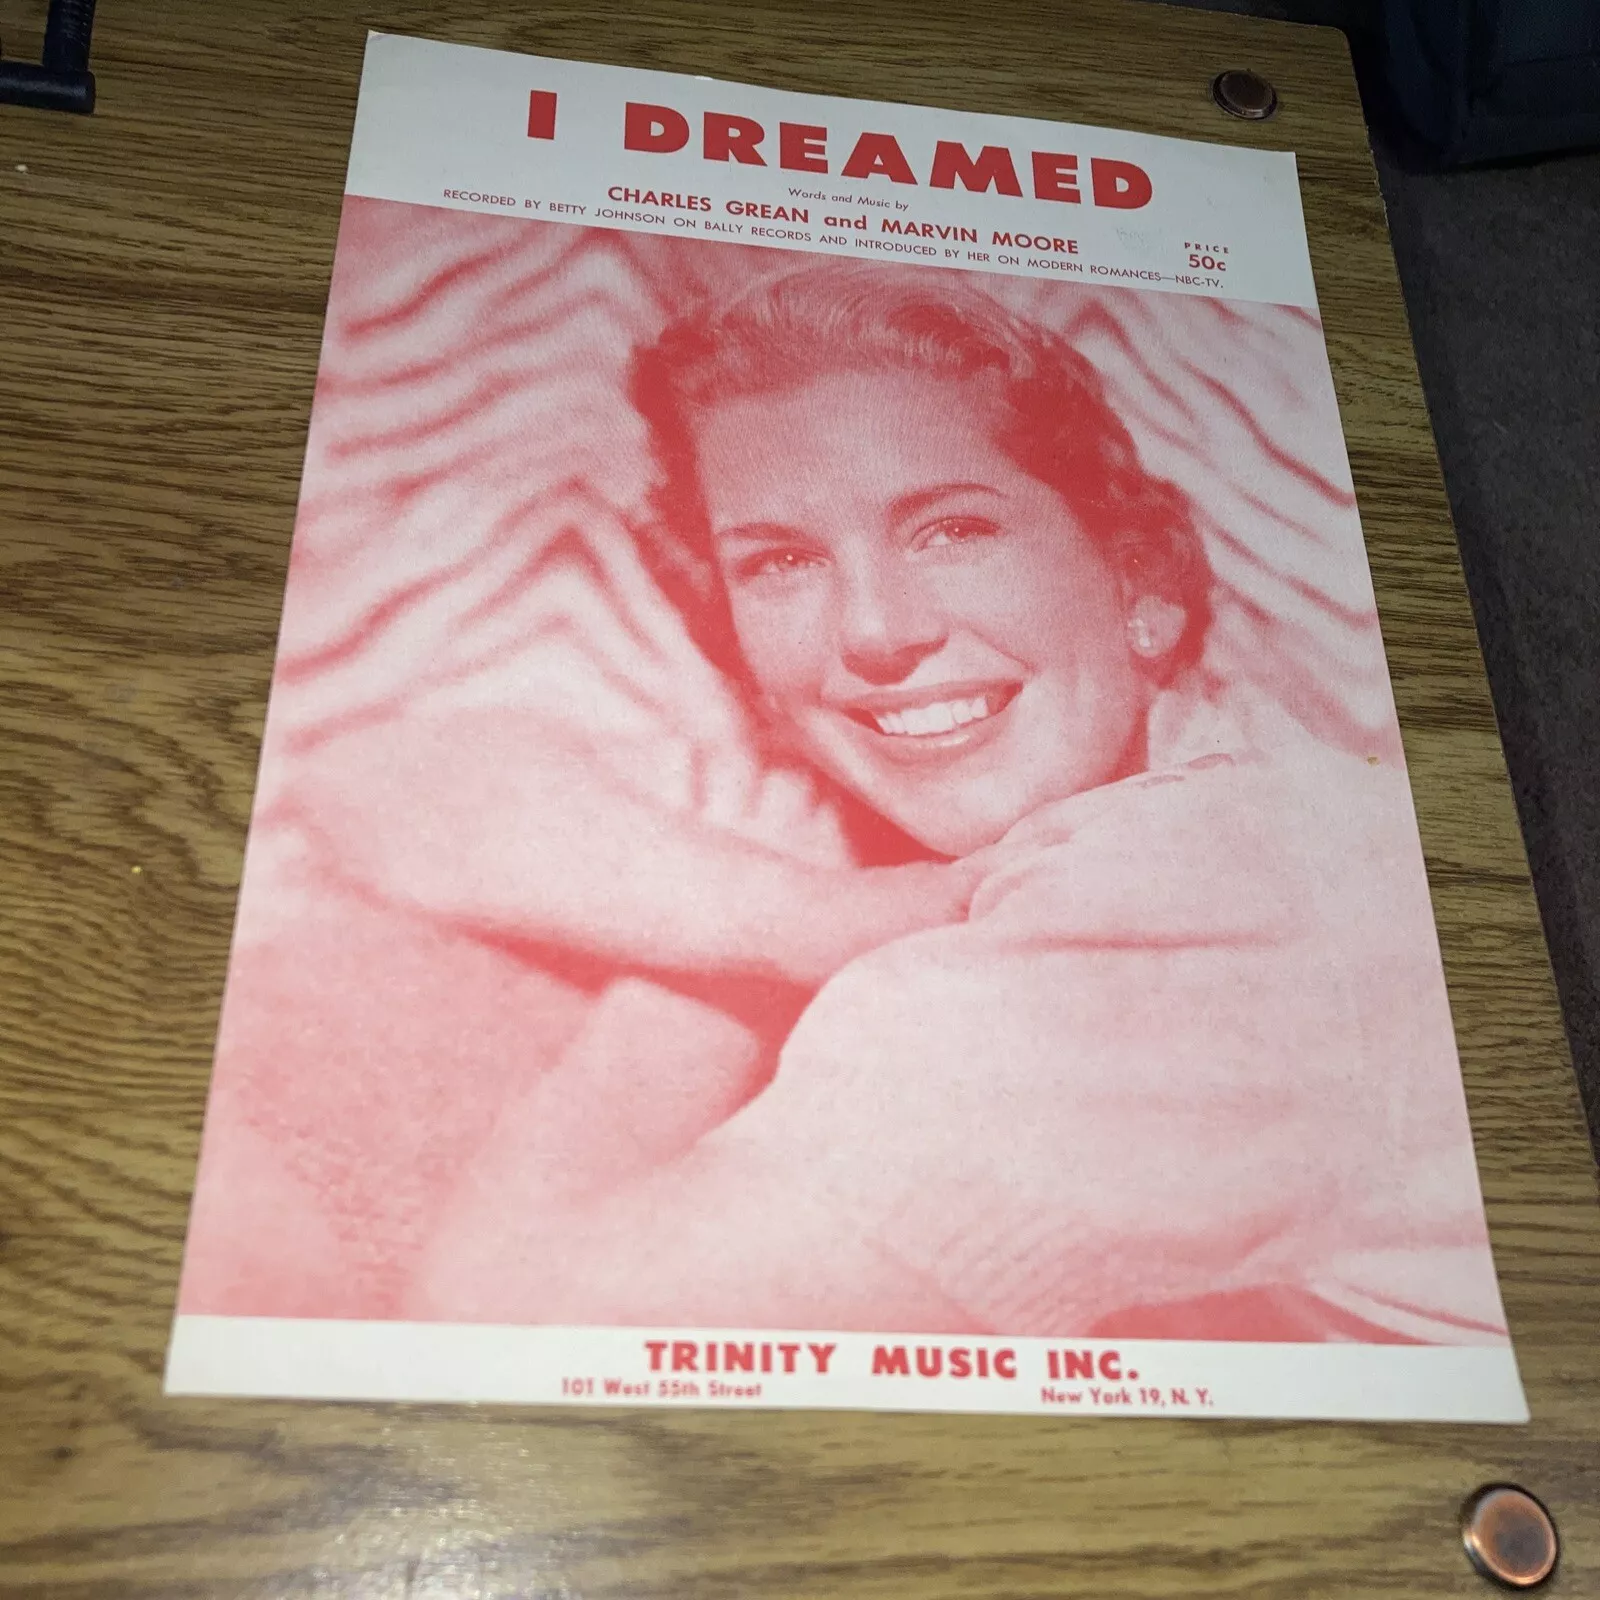 I DREAMED
Words and Music by
CHARLES GREAN and MARVIN MOORE
RECORDED BY BETTY JOHNSON ON BALLY RECORDS AND INTRODUCED BY HER ON MODERN ROMANCES—NBC-TV.
PRICE
50c
TRINITY MUSIC INC.
101 West 55th Street New York 19, N. Y.